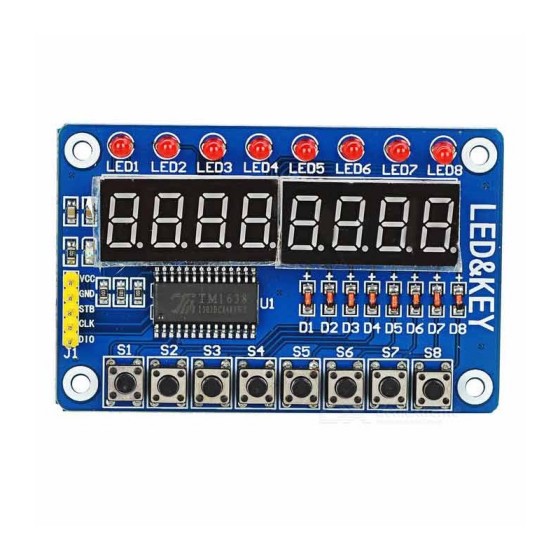 LED1 LED2 LED3 LED4 LED5 LED6 LED7 LED8
LED&KEY
VCC
GND
STB
CLK
DIO
J1
TM1638
U1
+ + + + + + + +
D1 D2 D3 D4 D5 D6 D7 D8
S1 S2 S3 S4 S5 S6 S7 S8